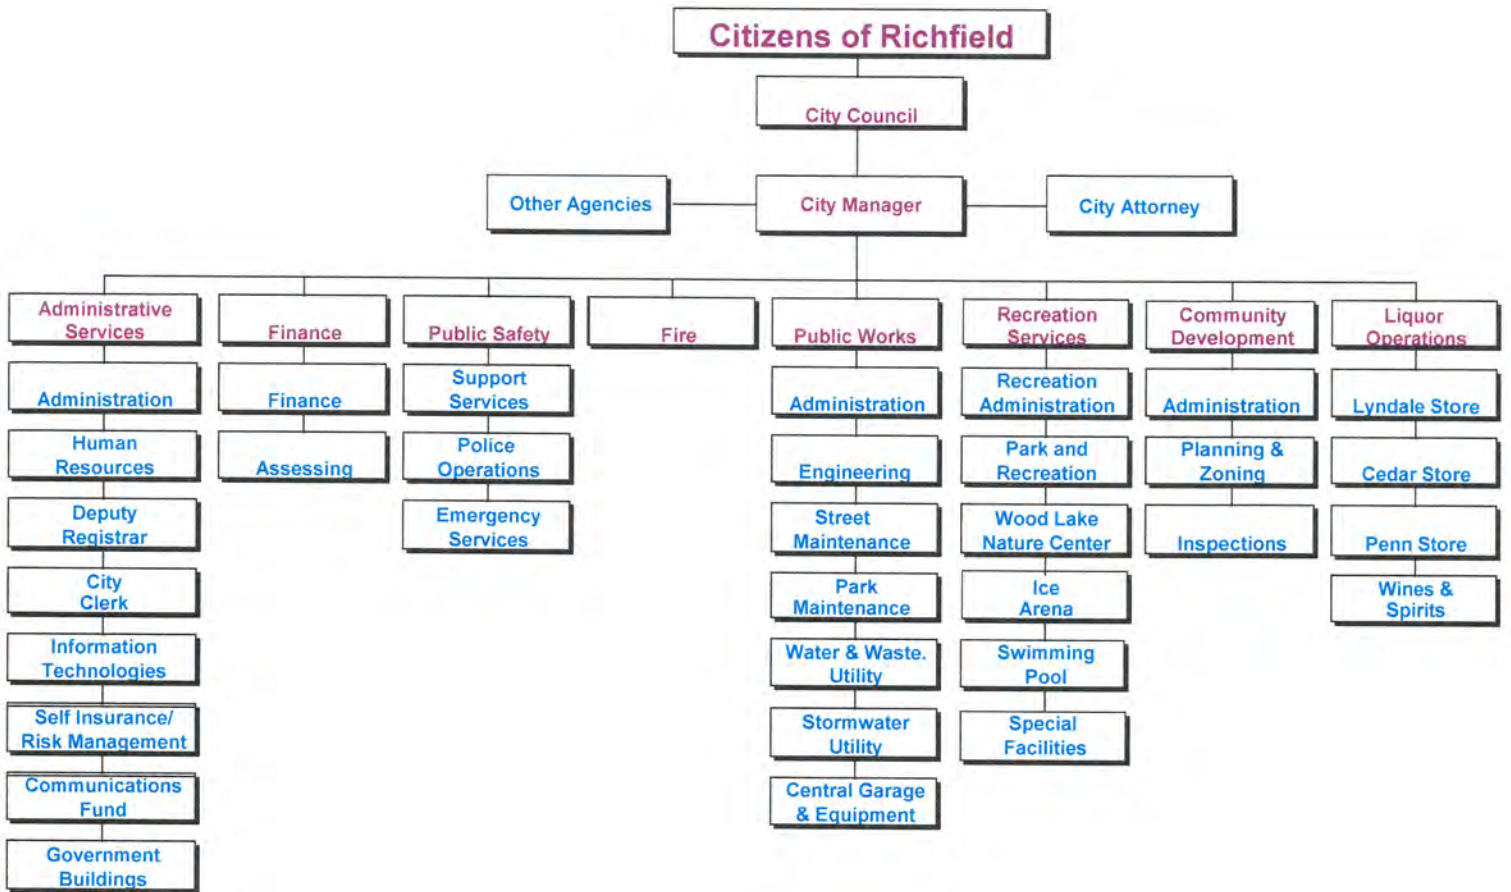 Citizens of Richfield
City Council
Other Agencies
City Manager
City Attorney
Administrative
Services
Finance
Public Safety
Fire
Public Works
Recreation
Services
Community
Development
Liquor
Operations
Administration
Human
Resources
Deputy
Registrar
City
Clerk
Information
Technologies
Self Insurance/
Risk Management
Communications
Fund
Government
Buildings
Finance
Assessing
Support
Services
Police
Operations
Emergency
Services
Administration
Engineering
Street
Maintenance
Park
Maintenance
Water & Waste.
Utility
Stormwater
Utility
Central Garage
& Equipment
Recreation
Administration
Park and
Recreation
Wood Lake
Nature Center
Ice
Arena
Swimming
Pool
Special
Facilities
Administration
Planning &
Zoning
Inspections
Lyndale Store
Cedar Store
Penn Store
Wines &
Spirits